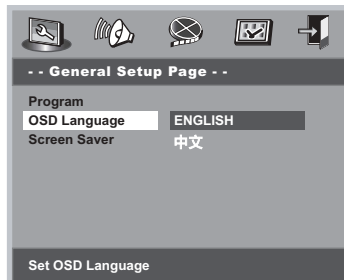 - - General Setup Page - -
Program
OSD Language ENGLISH
Screen Saver 中文
Set OSD Language